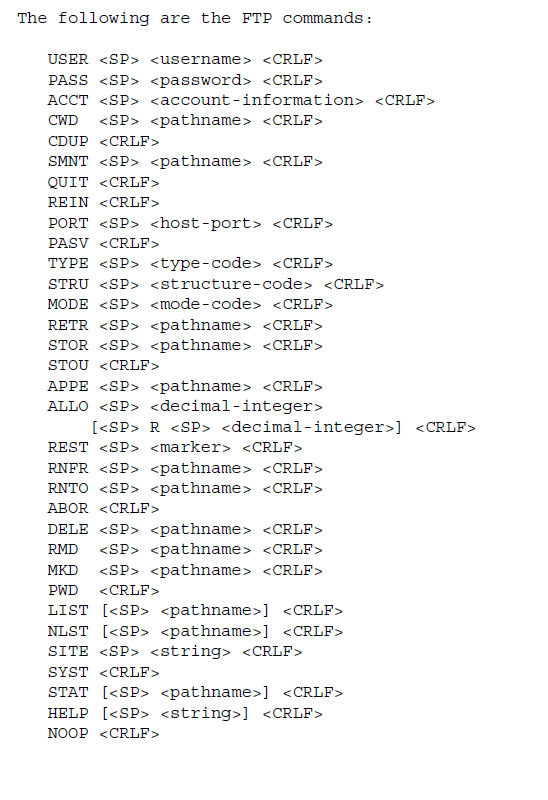 The following are the FTP commands:
USER <SP> <username> <CRLF>
PASS <SP> <password> <CRLF>
ACCT <SP> <account-information> <CRLF>
CWD  <SP> <pathname> <CRLF>
CDUP <CRLF>
SMNT <SP> <pathname> <CRLF>
QUIT <CRLF>
REIN <CRLF>
PORT <SP> <host-port> <CRLF>
PASV <CRLF>
TYPE <SP> <type-code> <CRLF>
STRU <SP> <structure-code> <CRLF>
MODE <SP> <mode-code> <CRLF>
RETR <SP> <pathname> <CRLF>
STOR <SP> <pathname> <CRLF>
STOU <CRLF>
APPE <SP> <pathname> <CRLF>
ALLO <SP> <decimal-integer>
[<SP> R <SP> <decimal-integer>] <CRLF>
REST <SP> <marker> <CRLF>
RNFR <SP> <pathname> <CRLF>
RNTO <SP> <pathname> <CRLF>
ABOR <CRLF>
DELE <SP> <pathname> <CRLF>
RMD  <SP> <pathname> <CRLF>
MKD  <SP> <pathname> <CRLF>
PWD  <CRLF>
LIST [<SP> <pathname>] <CRLF>
NLST [<SP> <pathname>] <CRLF>
SITE <SP> <string> <CRLF>
SYST <CRLF>
STAT [<SP> <pathname>] <CRLF>
HELP [<SP> <string>] <CRLF>
NOOP <CRLF>